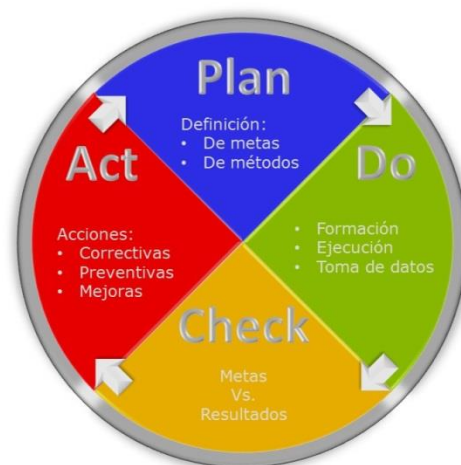 Plan
Definición:
• De metas
• De métodos
Do
• Formación
• Ejecución
• Toma de datos
Check
Metas
Vs.
Resultados
Act
Acciones:
• Correctivas
• Preventivas
• Mejoras